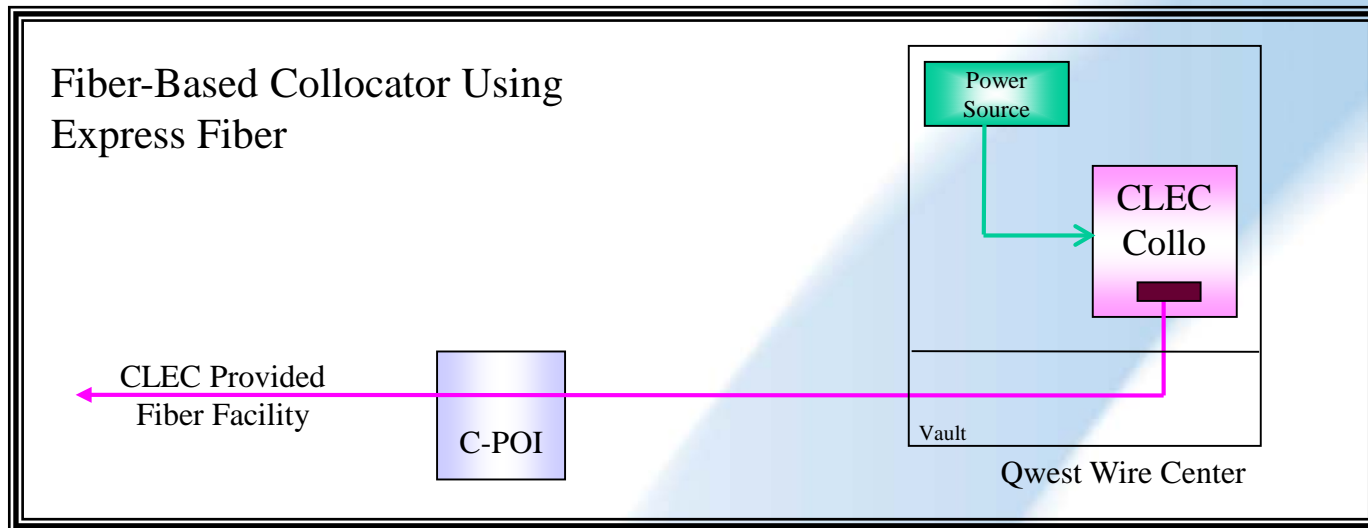 Fiber-Based Collocator Using
Express Fiber
Power
Source
CLEC
Collo
CLEC Provided
Fiber Facility
C-POI
Vault
Qwest Wire Center